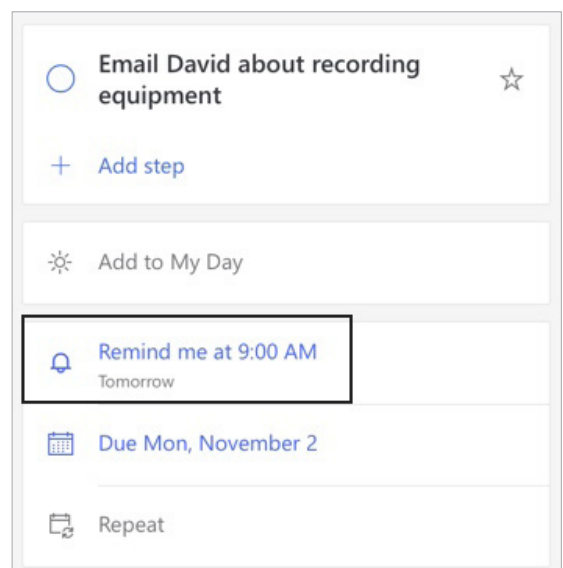 Email David about recording
equipment
Add step
Add to My Day
Remind me at 9:00 AM
Tomorrow
Due Mon, November 2
Repeat